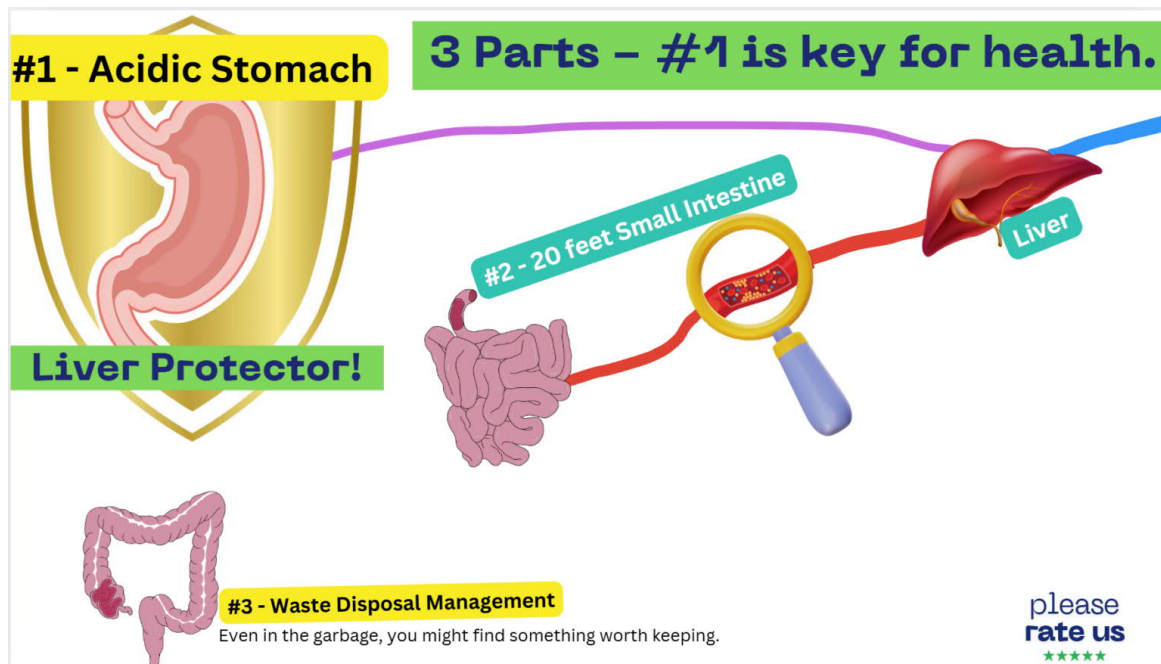 #1 - Acidic Stomach
3 Parts – #1 is key for health.
#2 - 20 feet Small Intestine
Liver
Liver Protector!
#3 - Waste Disposal Management
Even in the garbage, you might find something worth keeping.
please
rate us